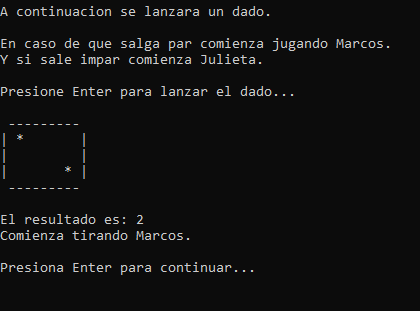 A continuacion se lanzara un dado.
En caso de que salga par comienza jugando Marcos.
Y si sale impar comienza Julieta.
Presione Enter para lanzar el dado...
 ---------
| *       |
|         |
|       * |
 ---------
El resultado es: 2
Comienza tirando Marcos.
Presiona Enter para continuar...